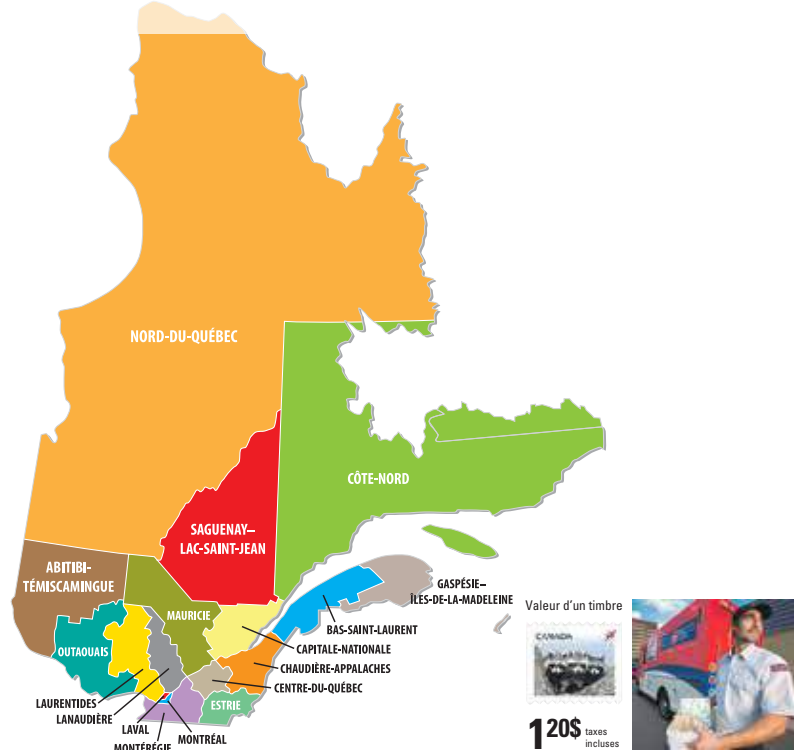 NORD-DU-QUÉBEC
CÔTE-NORD
SAGUENAY–
LAC-SAINT-JEAN
ABITIBI-
TÉMISCAMINGUE
GASPÉSIE–
ÎLES-DE-LA-MADELEINE
MAURICIE
BAS-SAINT-LAURENT
OUTAOUAIS
CAPITALE-NATIONALE
CHAUDIÈRE-APPALACHES
CENTRE-DU-QUÉBEC
LAURENTIDES
ESTRIE
LANAUDIÈRE
LAVAL
MONTRÉAL
MONTÉRÉGIE
Valeur d'un timbre
CANADA
120$ taxes
incluses